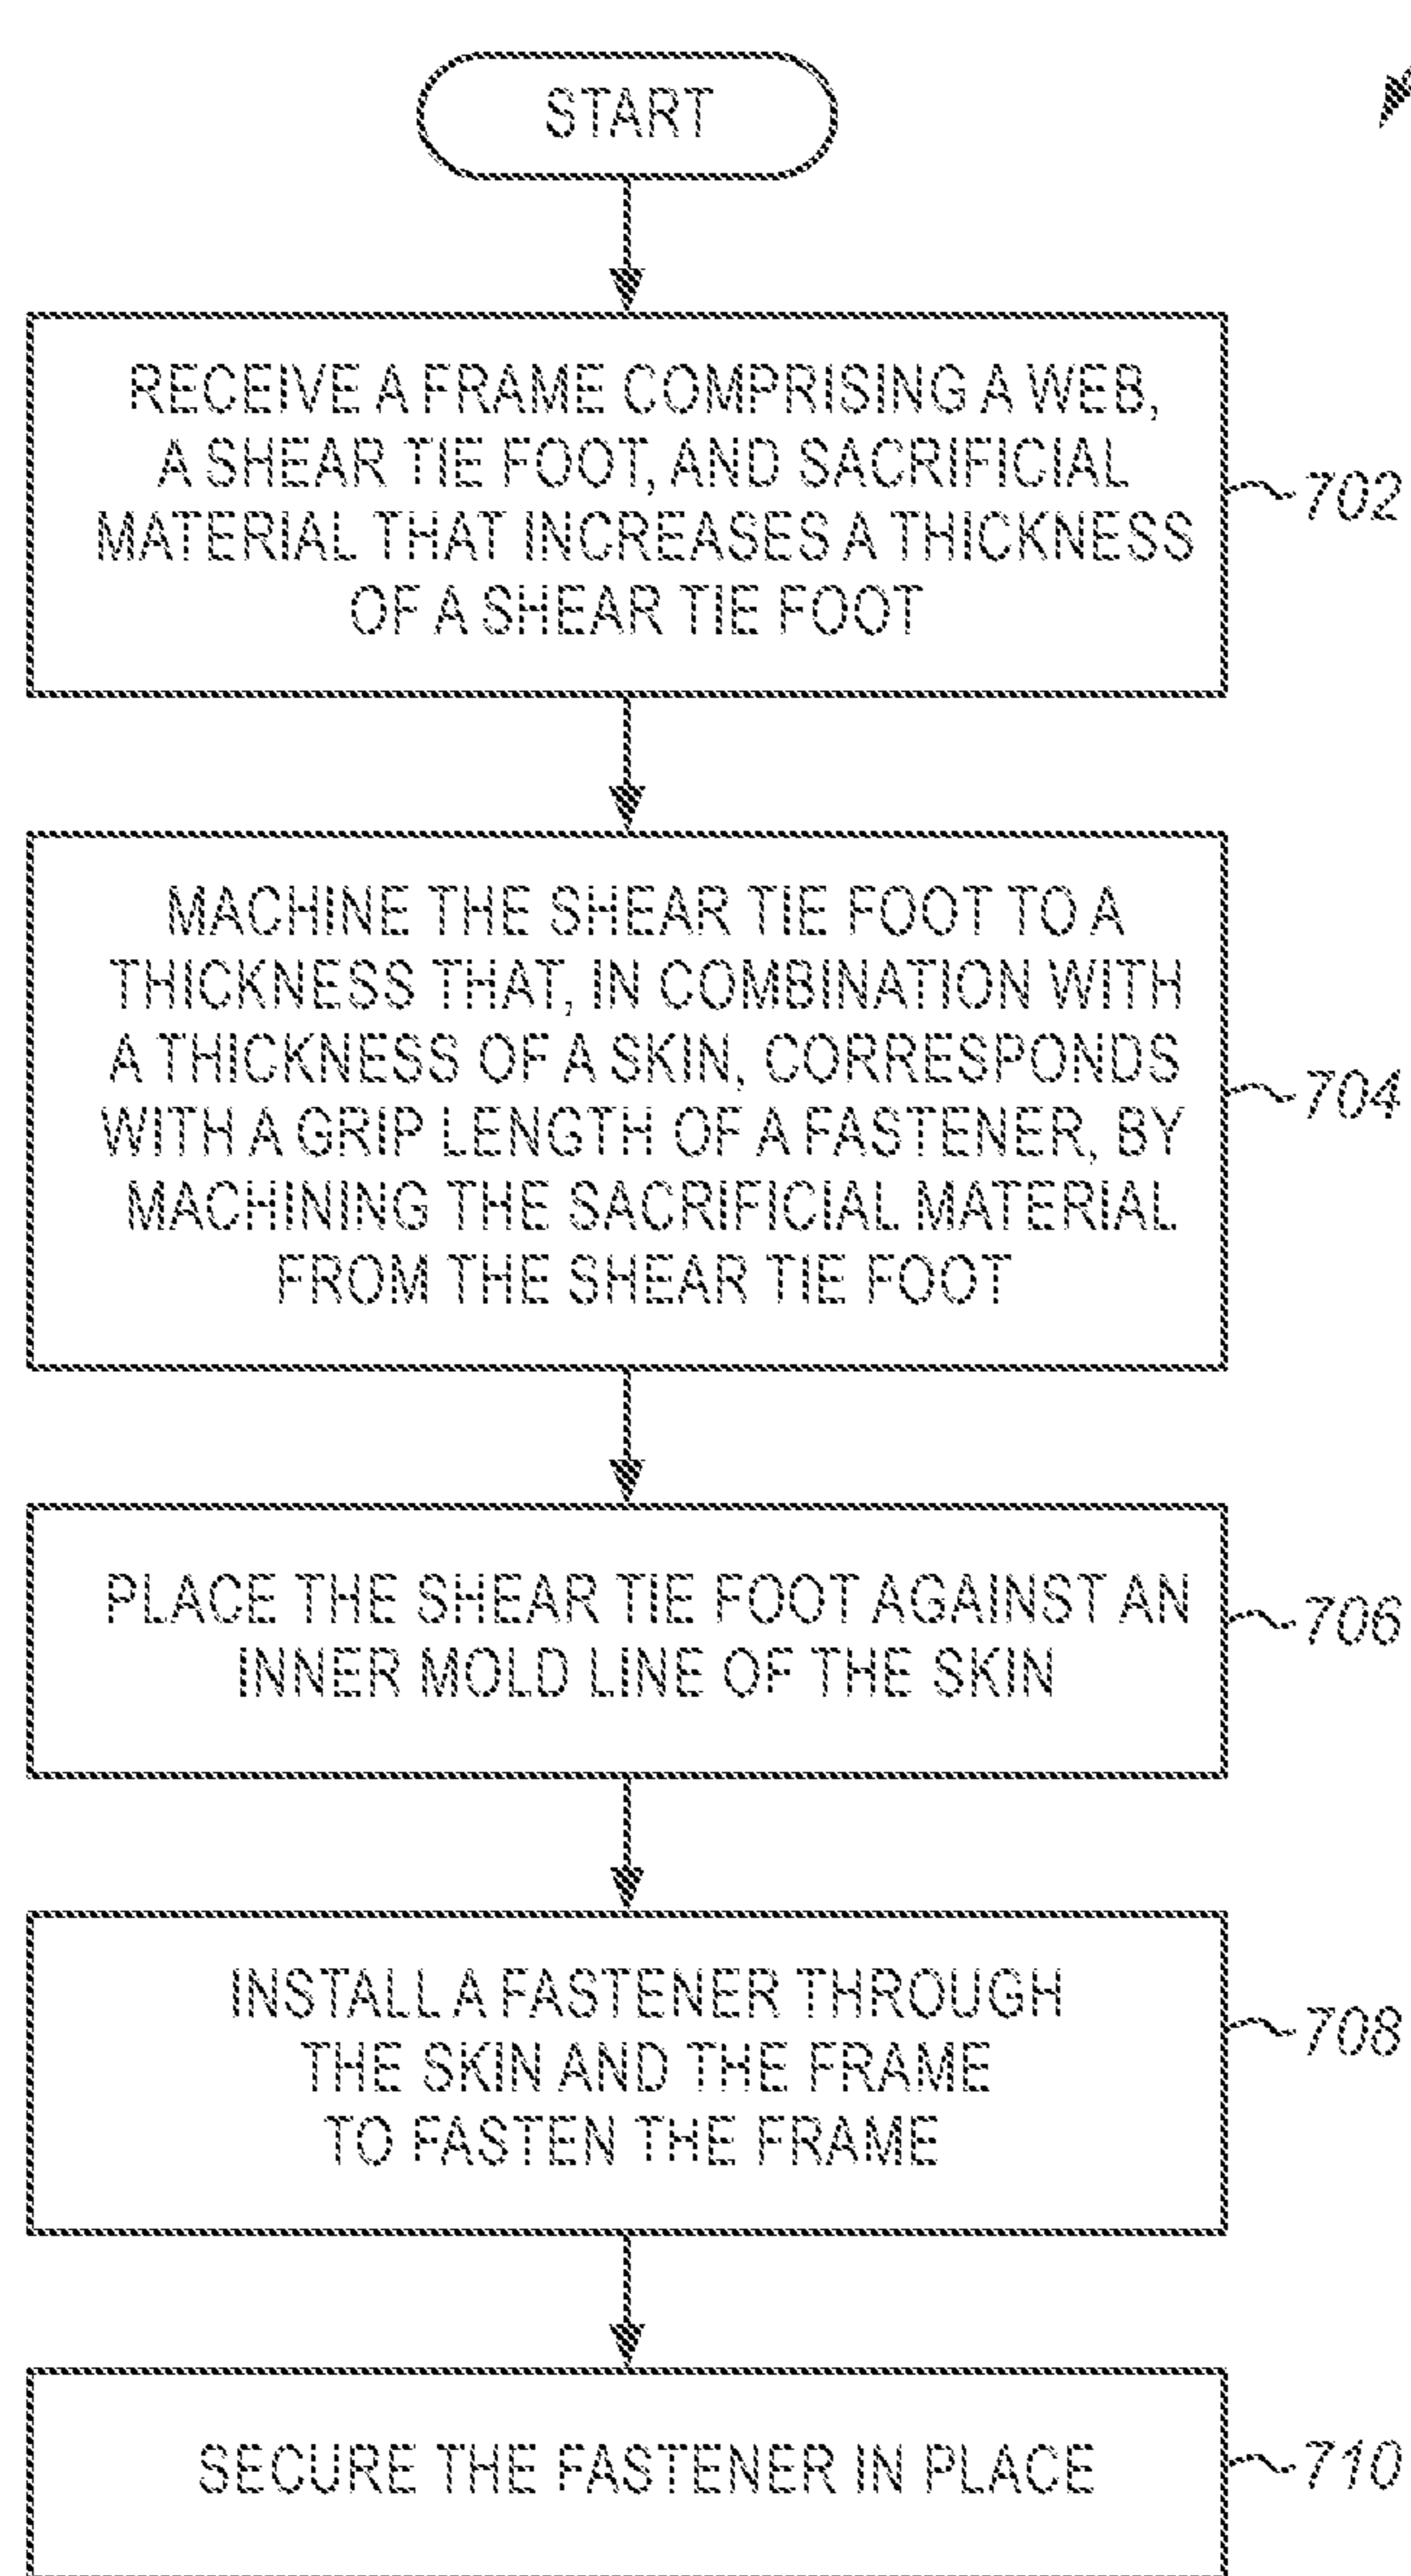 START
RECEIVE A FRAME COMPRISING A WEB,
A SHEAR TIE FOOT, AND SACRIFICIAL
MATERIAL THAT INCREASES A THICKNESS
OF A SHEAR TIE FOOT
702
MACHINE THE SHEAR TIE FOOT TO A
THICKNESS THAT, IN COMBINATION WITH
A THICKNESS OF A SKIN, CORRESPONDS
WITH A GRIP LENGTH OF A FASTENER, BY
MACHINING THE SACRIFICIAL MATERIAL
FROM THE SHEAR TIE FOOT
704
PLACE THE SHEAR TIE FOOT AGAINST AN
INNER MOLD LINE OF THE SKIN
706
INSTALL A FASTENER THROUGH
THE SKIN AND THE FRAME
TO FASTEN THE FRAME
708
SECURE THE FASTENER IN PLACE
710